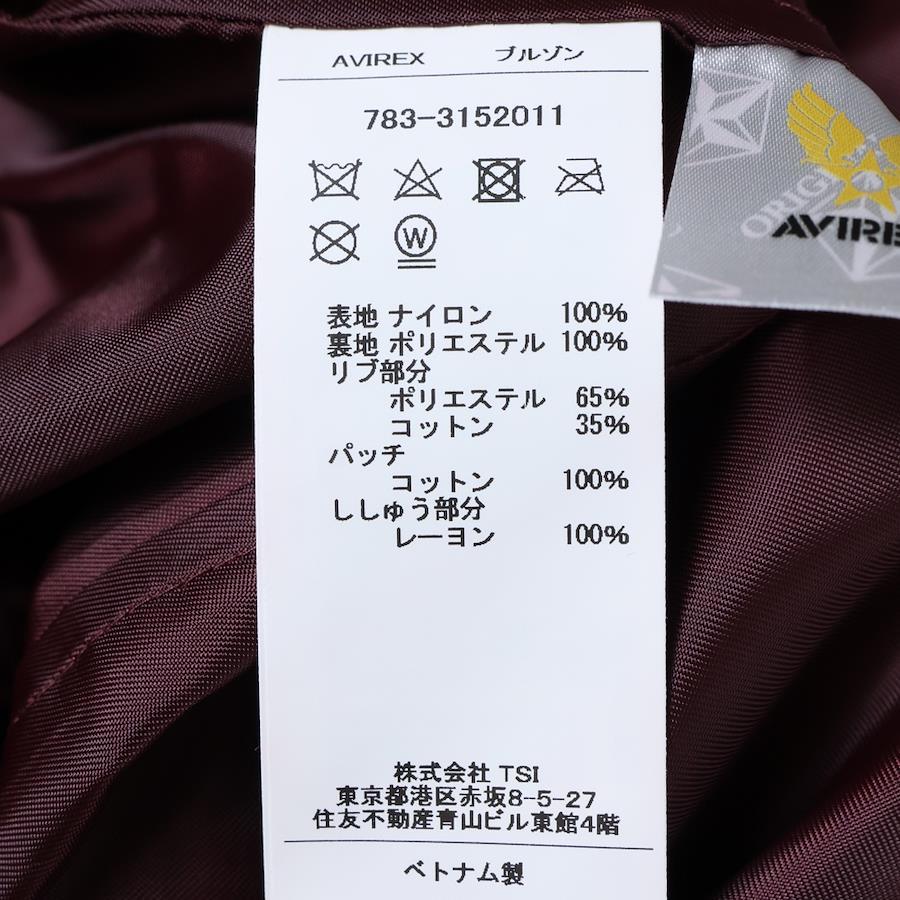 AVIREX ブルゾン
783-3152011
W
表地 ナイロン 100%
裏地 ポリエステル 100%
リブ部分
ポリエステル 65%
コットン 35%
パッチ
コットン 100%
ししゅう部分
レーヨン 100%
株式会社 TSI
東京都港区赤坂8-5-27
住友不動産青山ビル東館4階
ベトナム製